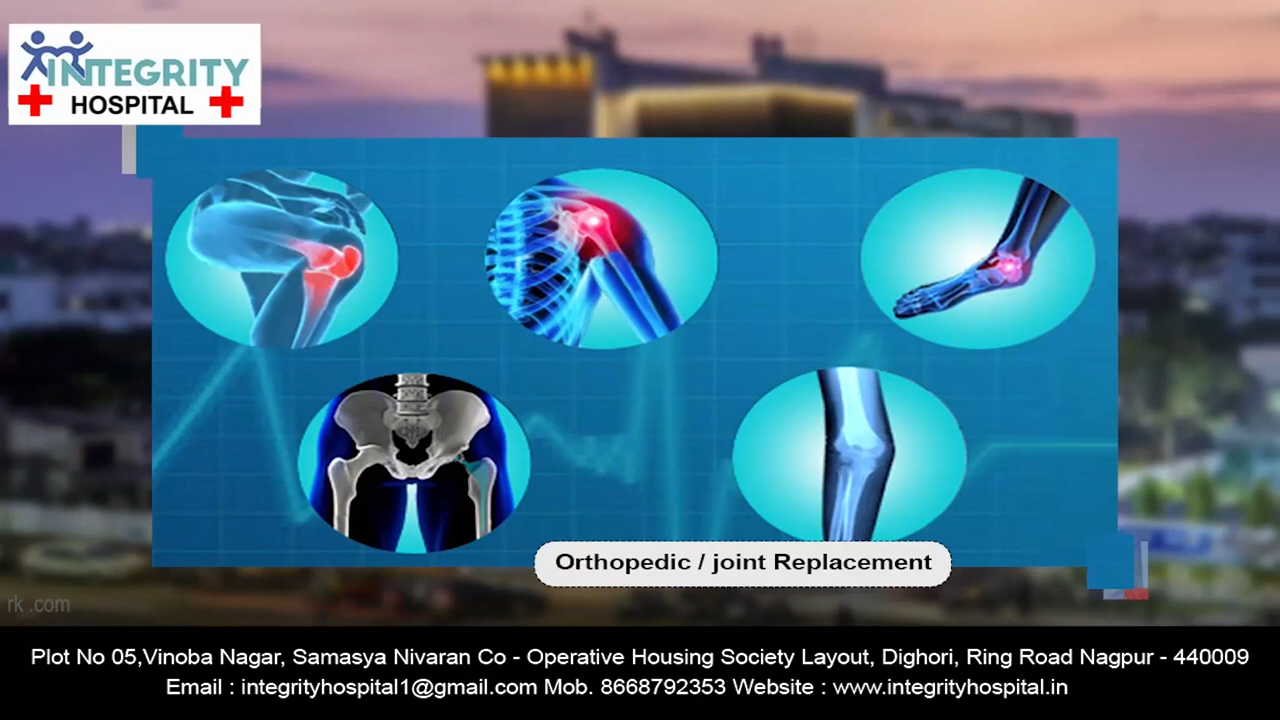 INTEGRITY
HOSPITAL
Orthopedic / joint Replacement
rk .com
Plot No 05,Vinoba Nagar, Samasya Nivaran Co - Operative Housing Society Layout, Dighori, Ring Road Nagpur - 440009
Email : integrityhospital1@gmail.com Mob. 8668792353 Website : www.integrityhospital.in